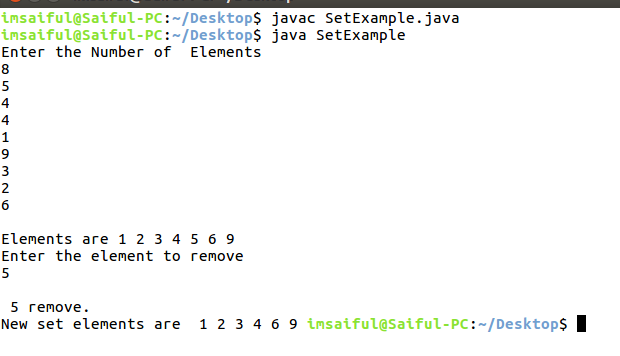 imsaiful@Saiful-PC:~/Desktop$ javac SetExample.java
imsaiful@Saiful-PC:~/Desktop$ java SetExample
Enter the Number of  Elements
8
5
4
4
1
9
3
2
6
Elements are 1 2 3 4 5 6 9
Enter the element to remove
5
 5 remove.
New set elements are  1 2 3 4 6 9 imsaiful@Saiful-PC:~/Desktop$